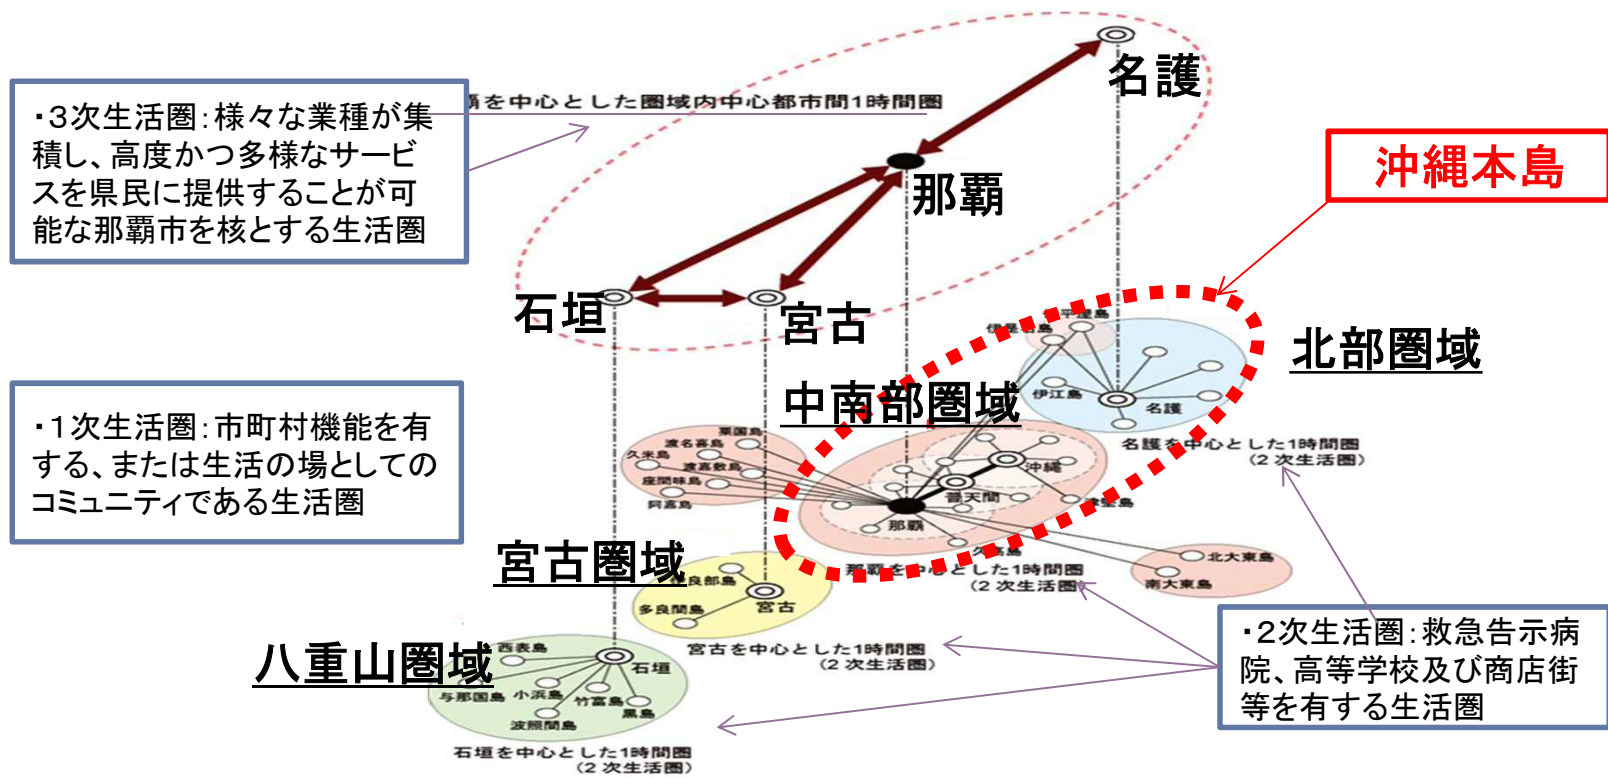 名護
覇を中心とした圏域内中心都市間1時間圏
・3次生活圏:様々な業種が集
積し、高度かつ多様なサービ
スを県民に提供することが可
能な那覇市を核とする生活圏
沖縄本島
那覇
石垣
宮古
北部圏域
平屋島
伊是名島
伊江島
名護
名護を中心とした1時間圏
(2次生活圏)
中南部圏域
・1次生活圏:市町村機能を有
する、または生活の場としての
コミュニティである生活圏
粟国島
渡名喜島
久米島
渡嘉敷島
座間味島
阿嘉島
沖縄
普天間
津堅島
那覇
久高島
那覇を中心とした1時間圏
(2次生活圏)
北大東島
南大東島
宮古圏域
良部島
多良間島
宮古
宮古を中心とした1時間圏
(2次生活圏)
・2次生活圏:救急告示病
院、高等学校及び商店街
等を有する生活圏
八重山圏域
西表島
石垣
与那国島
小浜島
竹富島
黒島
波照間島
石垣を中心とした1時間圏
(2次生活圏)